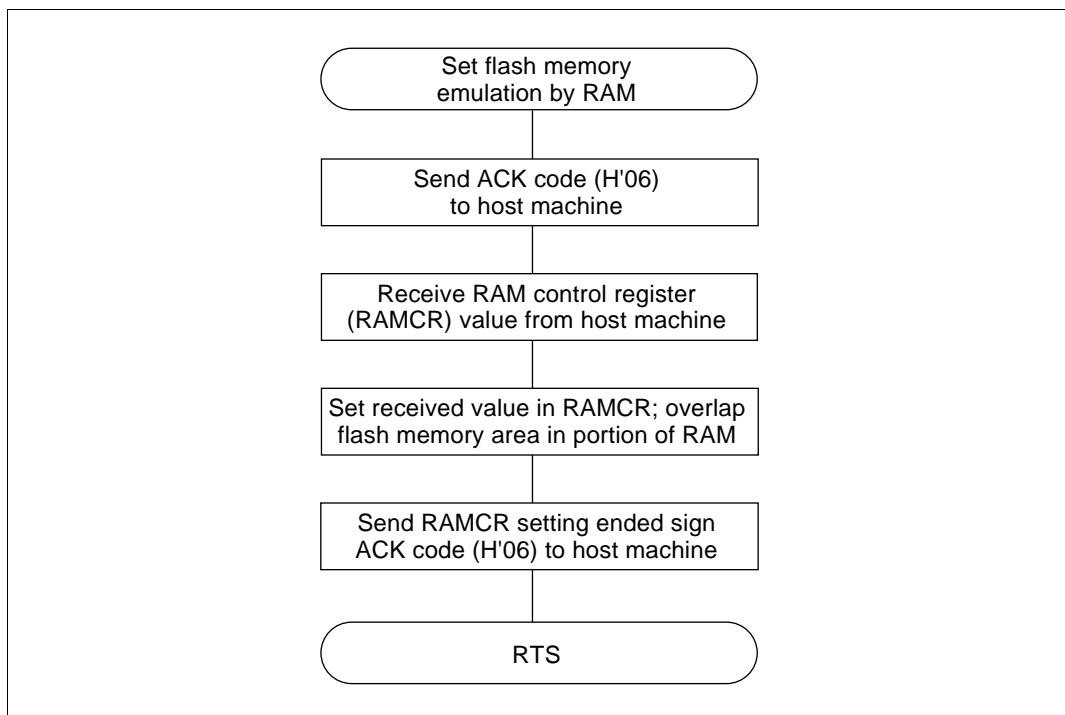 Set flash memory
emulation by RAM
Send ACK code (H'06)
to host machine
Receive RAM control register
(RAMCR) value from host machine
Set received value in RAMCR; overlap
flash memory area in portion of RAM
Send RAMCR setting ended sign
ACK code (H'06) to host machine
RTS